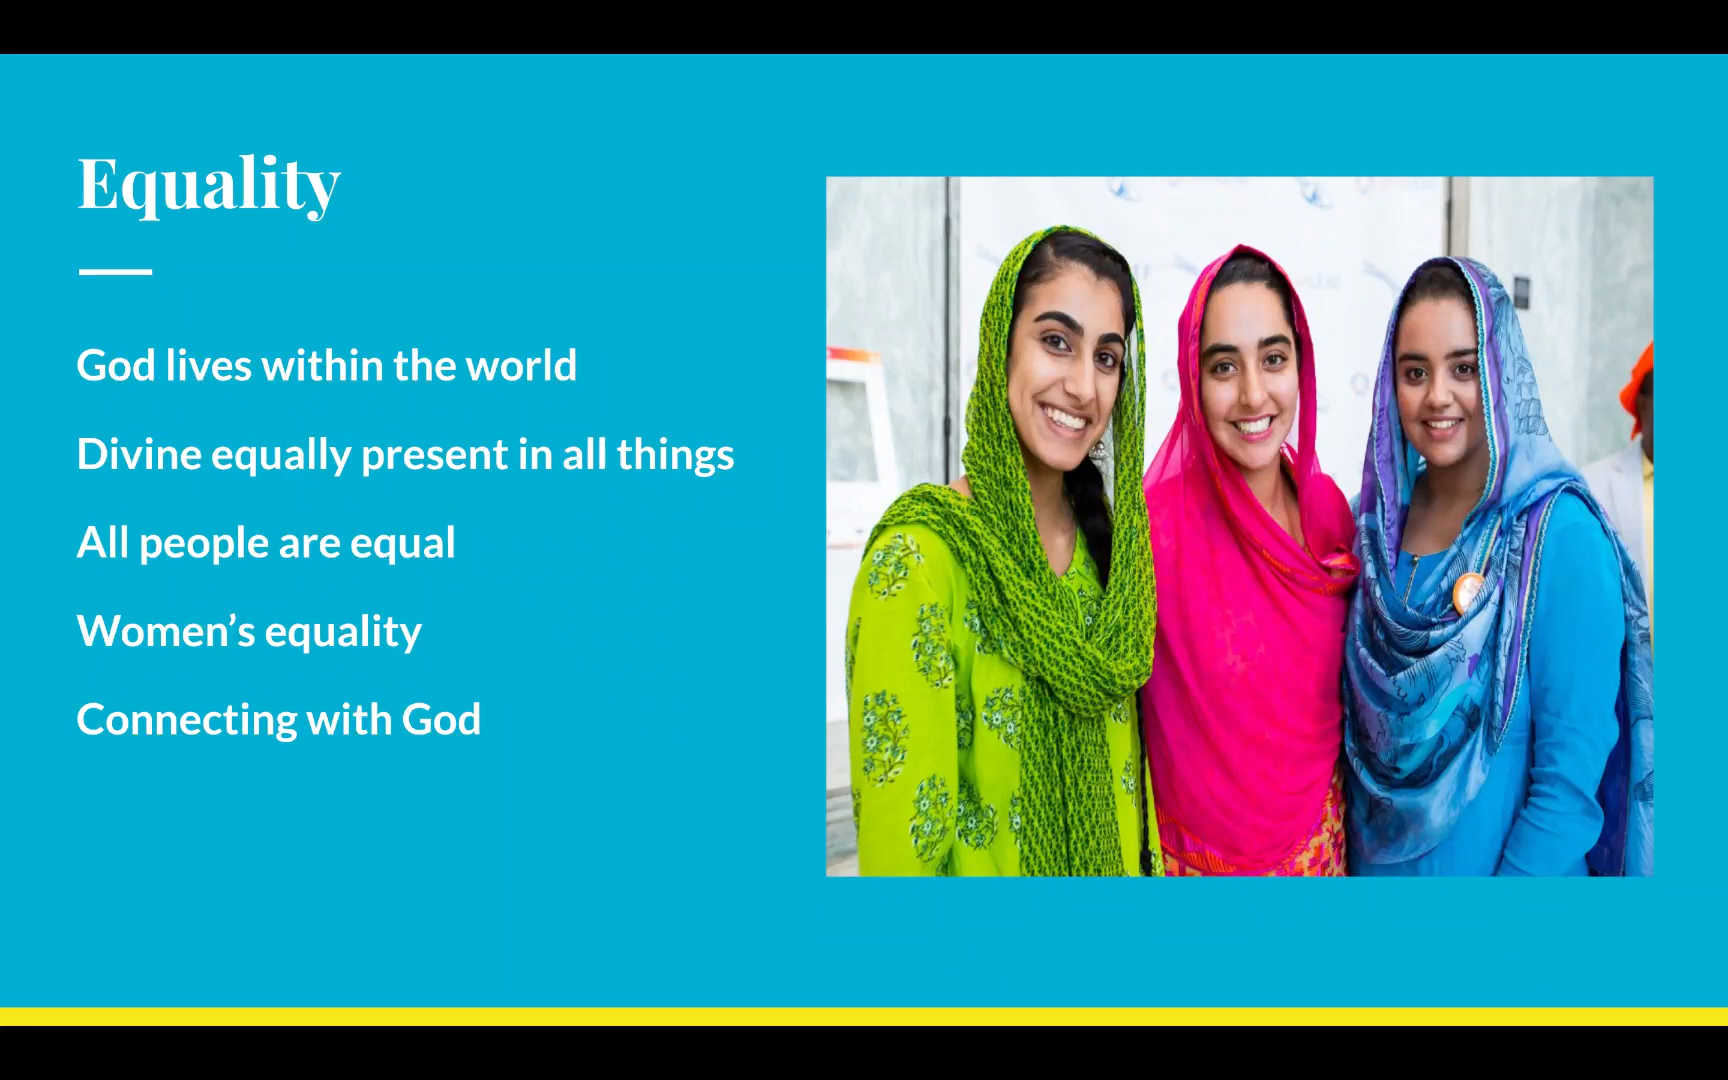 Equality
God lives within the world
Divine equally present in all things
All people are equal
Women’s equality
Connecting with God